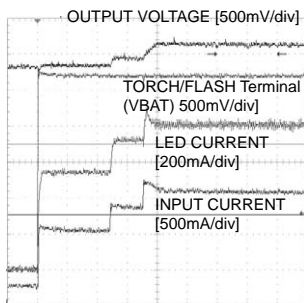 OUTPUT VOLTAGE [500mV/div]
TORCH/FLASH Terminal
(VBAT) 500mV/div]
LED CURRENT
[200mA/div]
INPUT CURRENT
[500mA/div]